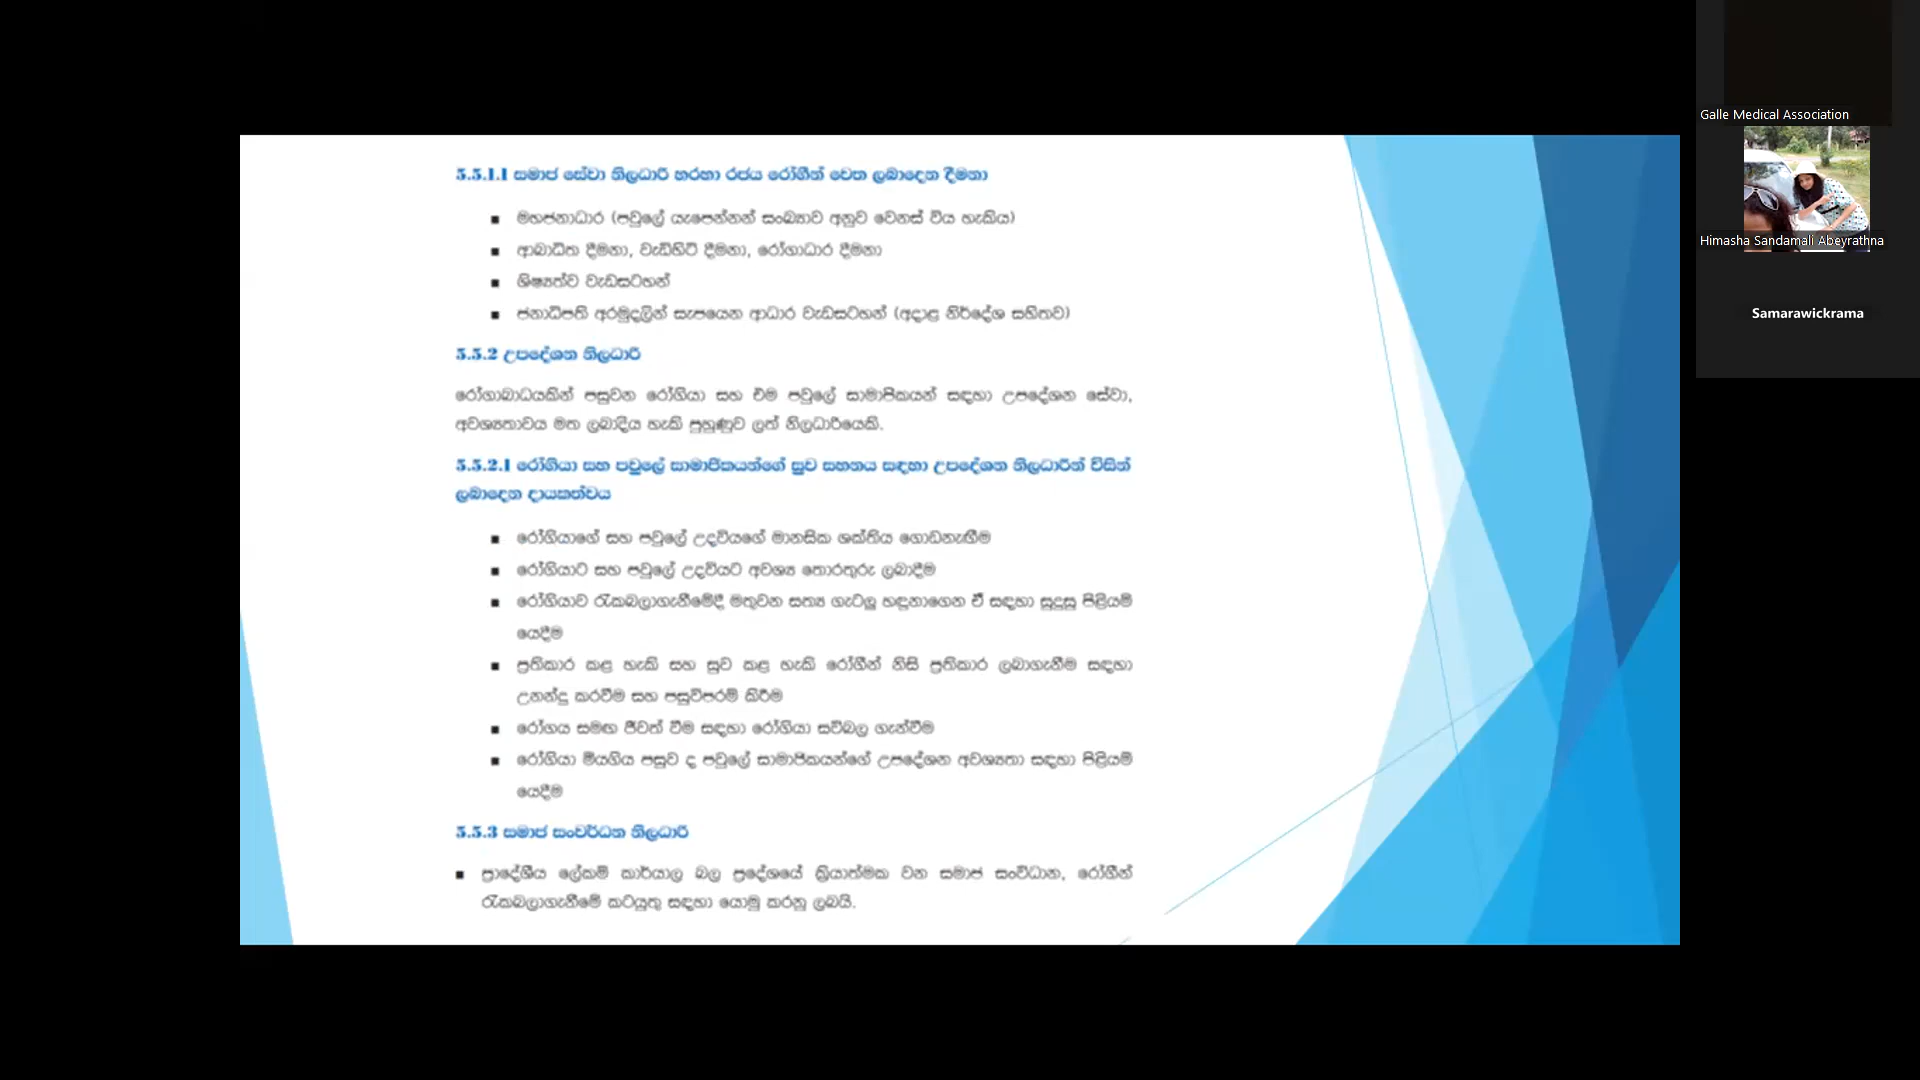 5.5.1.1 සමාජ සේවා නිලධාරී හරහා රජය රෝගීන් වෙත ලබාදෙන දීමනා
■ මහජනාධාර (පවුලේ යැපෙන්නන් සංඛ්‍යාව අනුව වෙනස් විය හැකිය)
■ ආබාධිත දීමනා, වැඩිහිටි දීමනා, රෝගාධාර දීමනා
■ ශිෂ්‍යත්ව වැඩසටහන්
■ ජනාධිපති අරමුදලින් සැපයෙන ආධාර වැඩසටහන් (අදාළ නිර්දේශ සහිතව)
5.5.2 උපදේශන නිලධාරී
රෝගාබාධයකින් පසුවන රෝගියා සහ එම පවුලේ සාමාජිකයන් සඳහා උපදේශන සේවා,
අවශ්‍යතාවය මත ලබාදිය හැකි පුහුණුව ලත් නිලධාරියෙකි.
5.5.2.1 රෝගියා සහ පවුලේ සාමාජිකයන්ගේ සුව සහනය සඳහා උපදේශන නිලධාරීන් විසින්
ලබාදෙන දායකත්වය
■ රෝගියාගේ සහ පවුලේ උදවියගේ මානසික ශක්තිය ගොඩනැඟීම
■ රෝගියාට සහ පවුලේ උදවියට අවශ්‍ය තොරතුරු ලබාදීම
■ රෝගියාව රැකබලාගැනීමේදී මතුවන සත්‍ය ගැටලු හඳුනාගෙන ඒ සඳහා සුදුසු පිළියම්
යෙදීම
■ ප්‍රතිකාර කළ හැකි සහ සුව කළ හැකි රෝගීන් නිසි ප්‍රතිකාර ලබාගැනීම සඳහා
උනන්දු කරවීම සහ පසුවිපරම් කිරීම
■ රෝගය සමඟ ජීවත් වීම සඳහා රෝගියා සවිබල ගැන්වීම
■ රෝගියා මියගිය පසුව ද පවුලේ සාමාජිකයන්ගේ උපදේශන අවශ්‍යතා සඳහා පිළියම්
යෙදීම
5.5.3 සමාජ සංවර්ධන නිලධාරී
■ ප්‍රාදේශීය ලේකම් කාර්යාල බල ප්‍රදේශයේ ක්‍රියාත්මක වන සමාජ සංවිධාන, රෝගීන්
රැකබලාගැනීමේ කටයුතු සඳහා යොමු කරනු ලබයි.
Galle Medical Association
Himasha Sandamali Abeyrathna
Samarawickrama